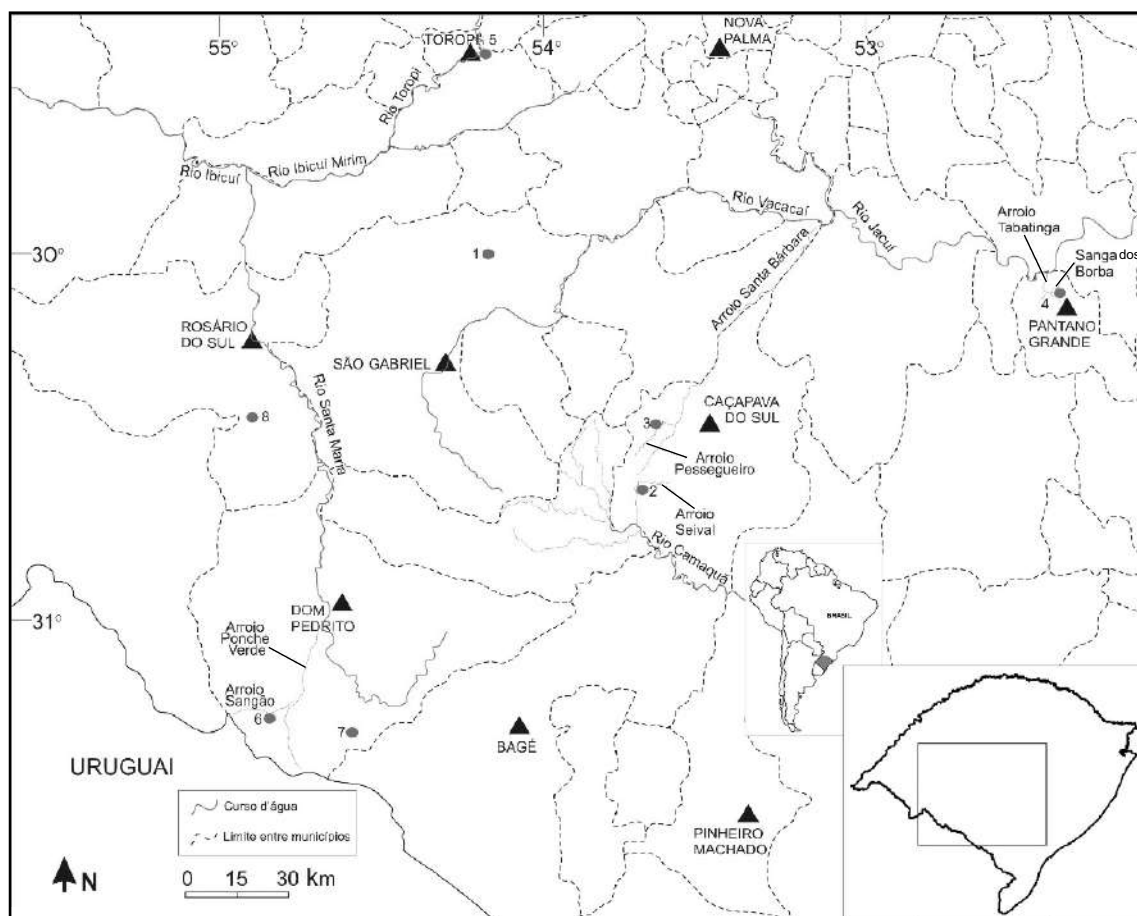 55°
54°
53°
NOVA
PALMA
TOROPI 5
Rio Toropi
Rio Ibicuí
Rio Ibicuí Mirim
Rio Vacacaí
Rio Jacuí
Arroio
Tabatinga
Sanga dos
Borba
30°
1
Arroio Santa Bárbara
4
PANTANO
GRANDE
ROSÁRIO
DO SUL
SÃO GABRIEL
Rio Santa Maria
CAÇAPAVA
DO SUL
8
3
Arroio
Pessegueiro
2
Arroio
Seival
Rio Camaquã
31°
DOM
PEDRITO
BRASIL
Arroio
Ponche
Verde
Arroio
Sangão
6
7
BAGÉ
URUGUAI
Curso d'água
Limite entre municípios
PINHEIRO
MACHADO
N
0 15 30 km